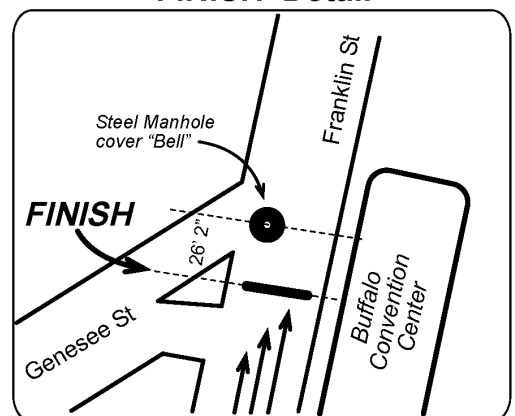 FINISH Detail
Franklin St
Steel Manhole
cover "Bell"
FINISH
26' 2"
Genesee St
Buffalo
Convention
Center